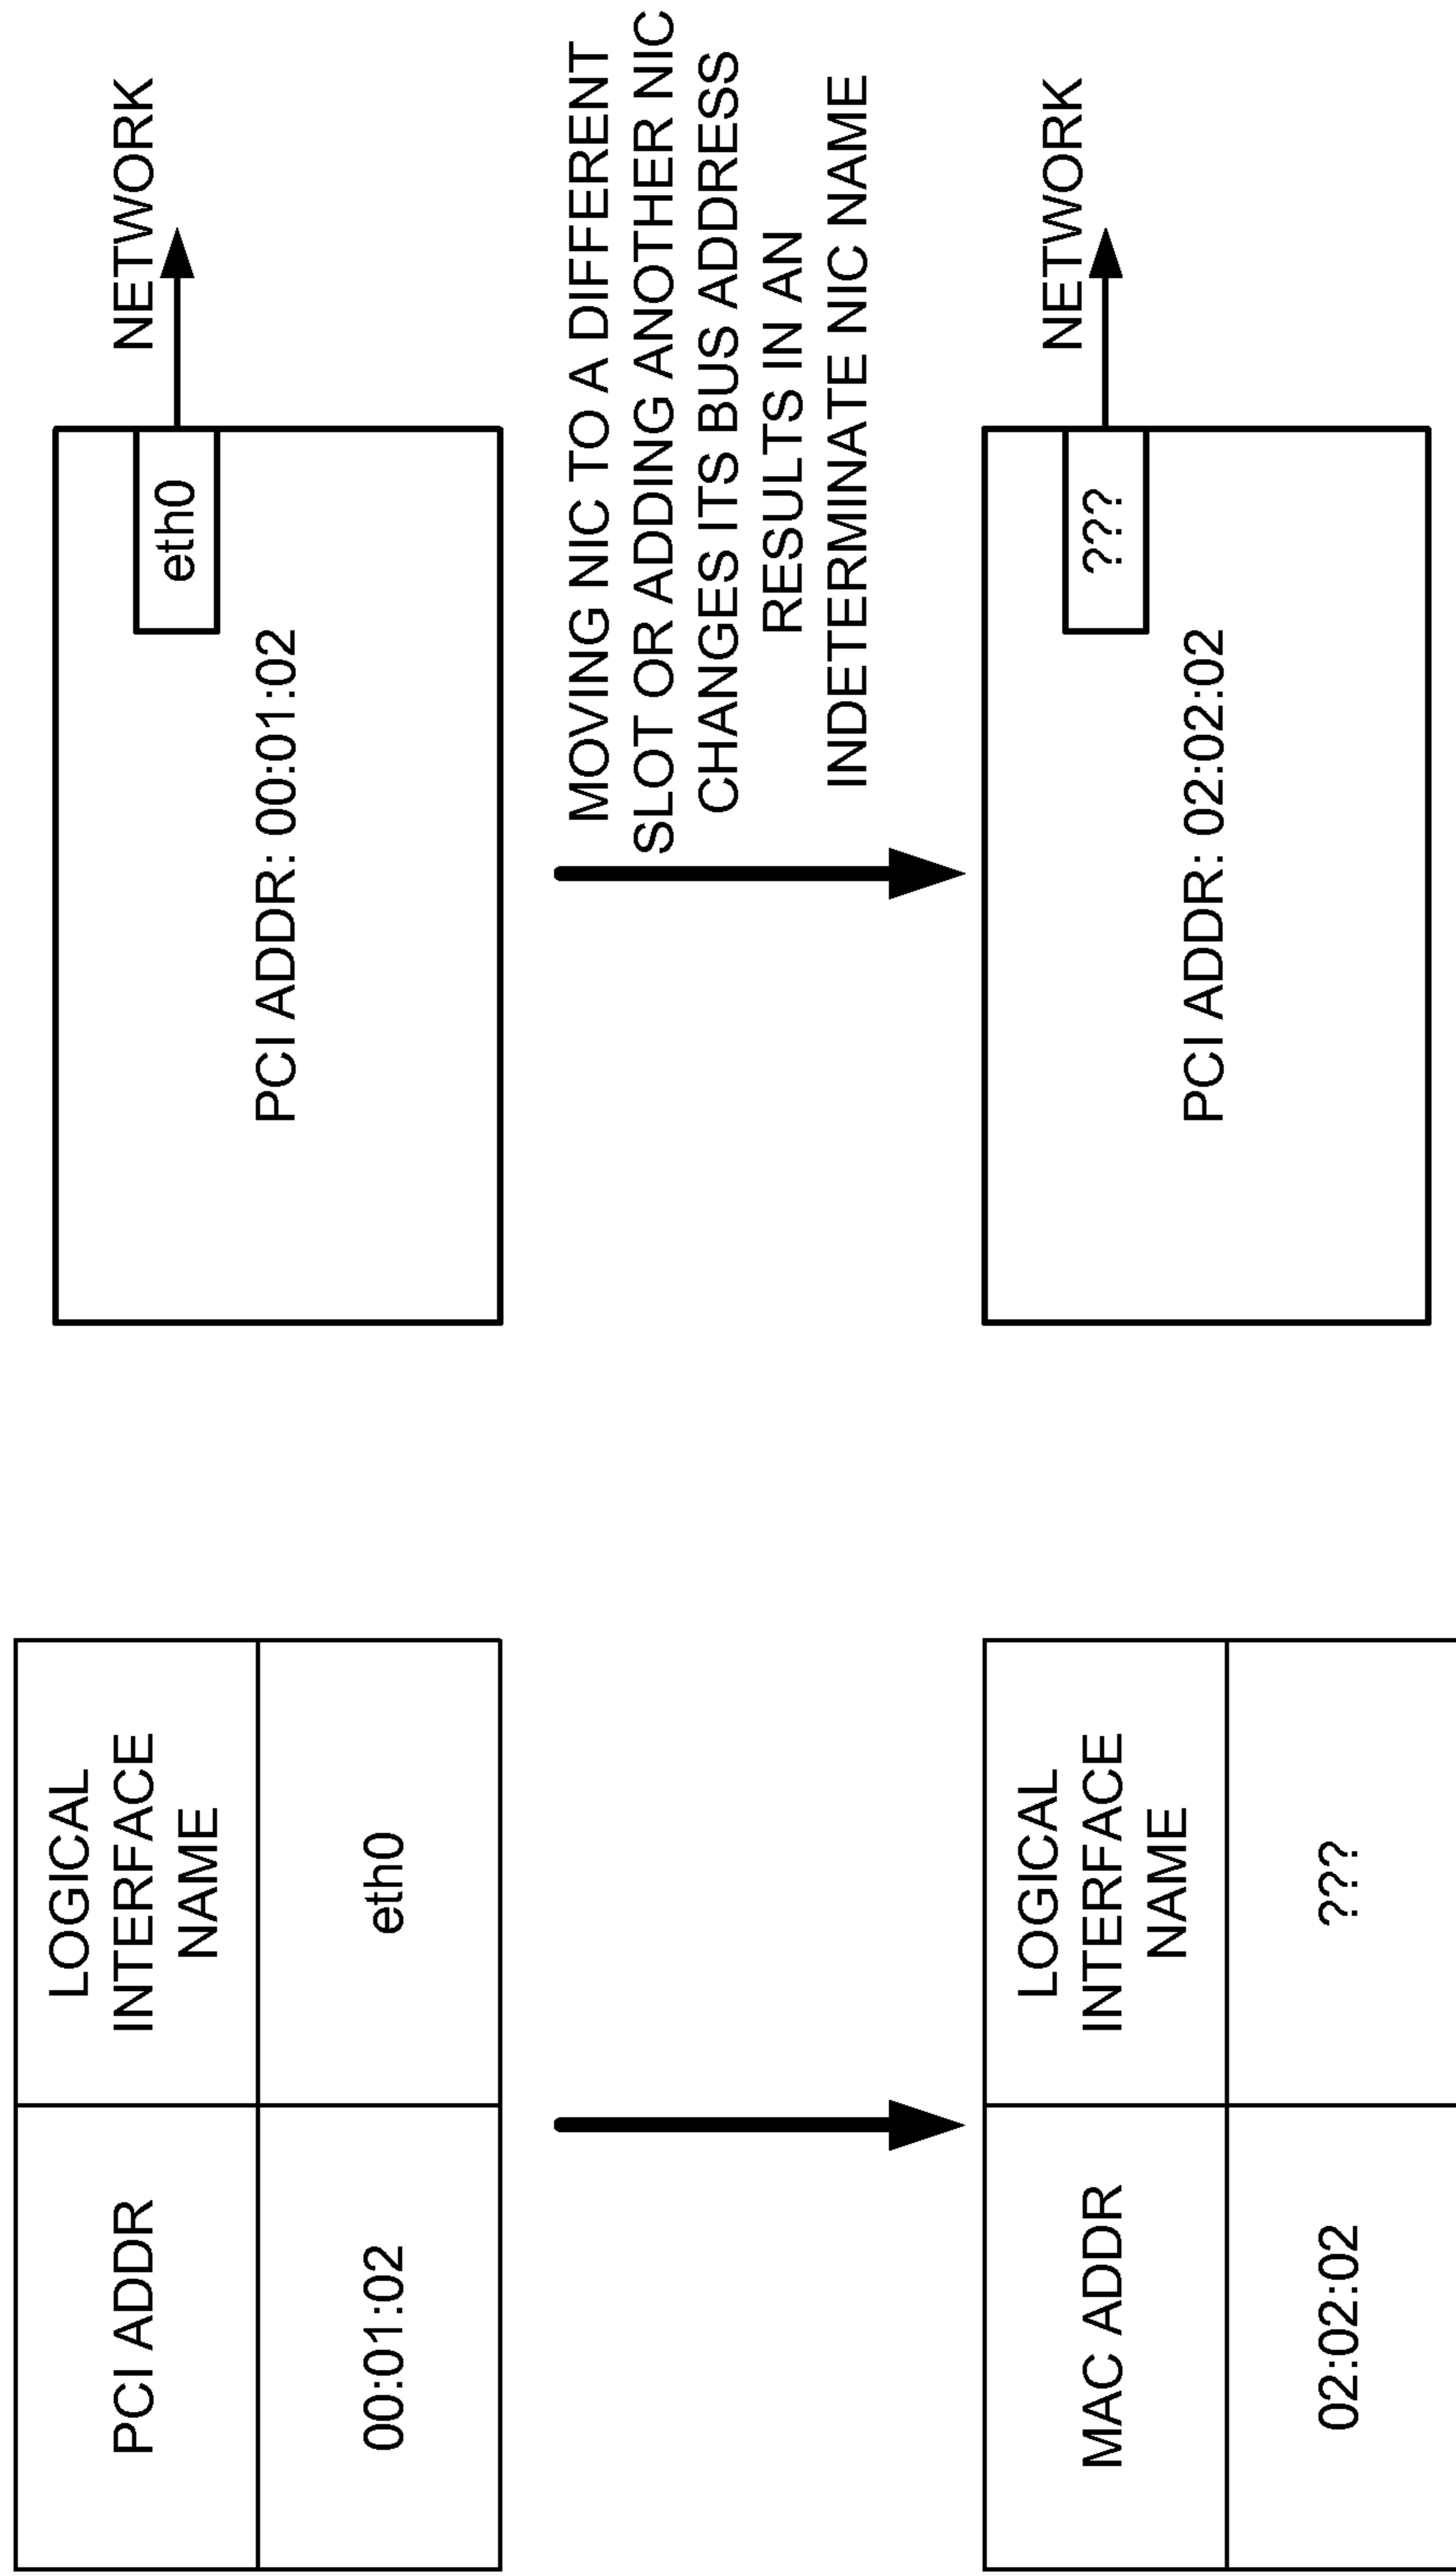 PCI ADDR
LOGICAL
INTERFACE
NAME
00:01:02
eth0
MAC ADDR
LOGICAL
INTERFACE
NAME
02:02:02
???
NETWORK
eth0
PCI ADDR: 00:01:02
MOVING NIC TO A DIFFERENT
SLOT OR ADDING ANOTHER NIC
CHANGES ITS BUS ADDRESS
RESULTS IN AN
INDETERMINATE NIC NAME
NETWORK
???
PCI ADDR: 02:02:02